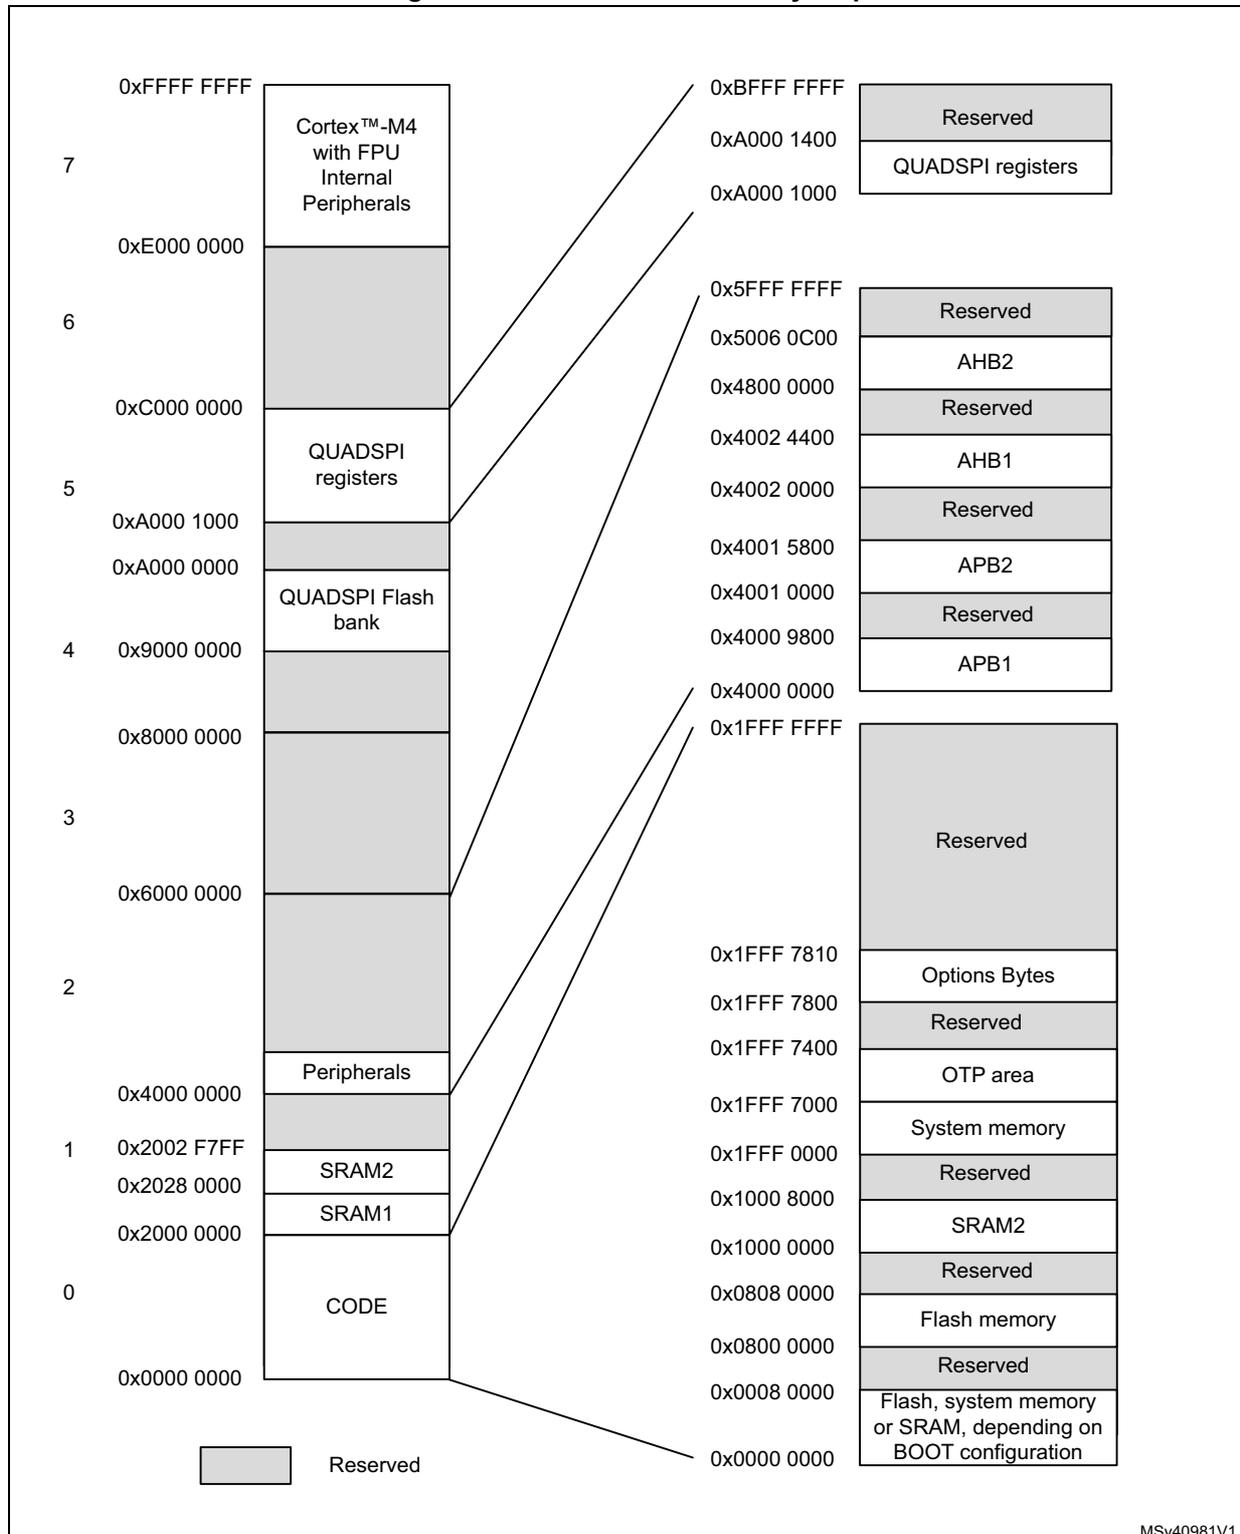 0xFFFF FFFF
Cortex™-M4
with FPU
Internal
Peripherals
7
0xE000 0000
6
0xC000 0000
QUADSPI
registers
5
0xA000 1000
0xA000 0000
QUADSPI Flash
bank
4
0x9000 0000
0x8000 0000
3
0x6000 0000
2
Peripherals
0x4000 0000
1
0x2002 F7FF
SRAM2
0x2028 0000
SRAM1
0x2000 0000
0
CODE
0x0000 0000
Reserved
0xBFFF FFFF
Reserved
0xA000 1400
QUADSPI registers
0xA000 1000
0x5FFF FFFF
Reserved
0x5006 0C00
AHB2
0x4800 0000
Reserved
0x4002 4400
AHB1
0x4002 0000
Reserved
0x4001 5800
APB2
0x4001 0000
Reserved
0x4000 9800
APB1
0x4000 0000
0x1FFF FFFF
Reserved
0x1FFF 7810
Options Bytes
0x1FFF 7800
Reserved
0x1FFF 7400
OTP area
0x1FFF 7000
System memory
0x1FFF 0000
Reserved
0x1000 8000
SRAM2
0x1000 0000
Reserved
0x0808 0000
Flash memory
0x0800 0000
Reserved
0x0008 0000
Flash, system memory
or SRAM, depending on
BOOT configuration
0x0000 0000
MSv40981V1